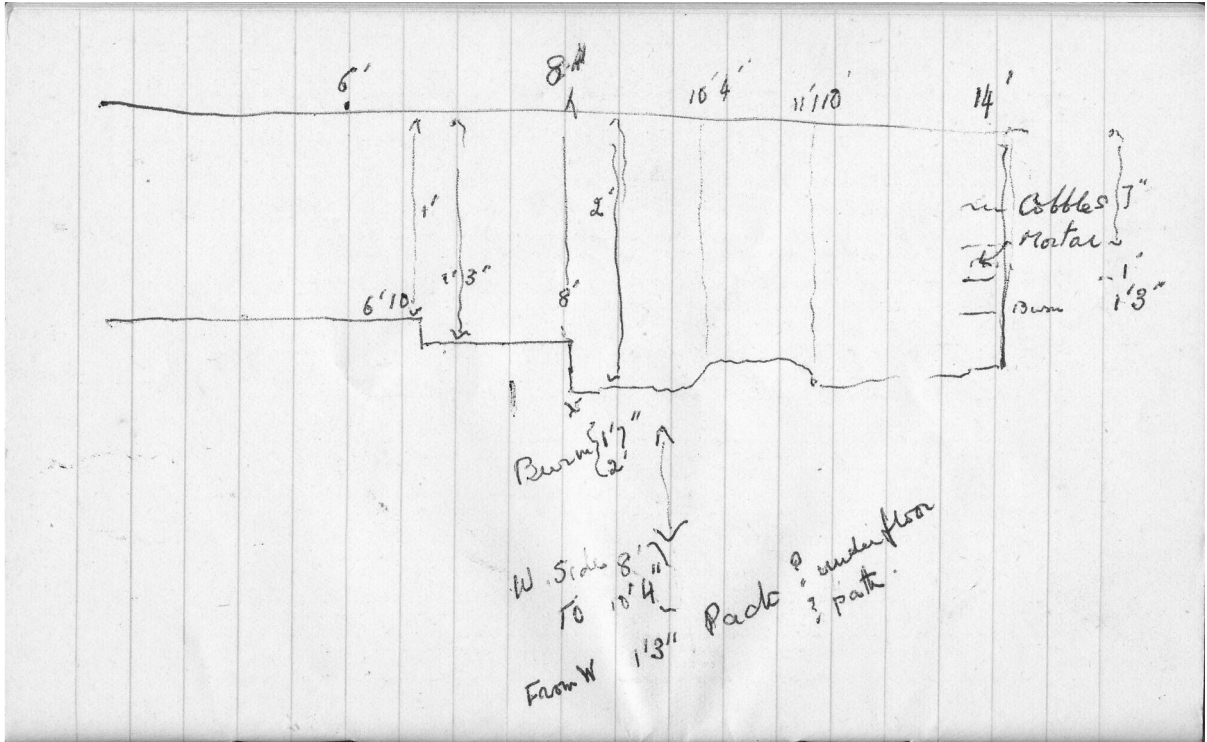 6' 8' 10'4" 11'10' 14'
1' 2' Cobbles 7"
Mortar
1'3" 1'
6'10 8' Burn 1'3"
Burn 1'7"
2'
W. Side 8'
TO 10'4"
From W 1'3" Pack ? under floor
& path.